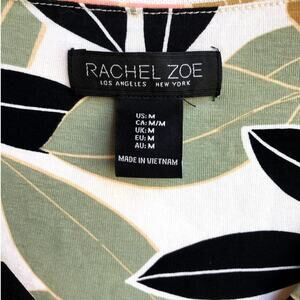 RACHEL ZOE
LOS ANGELES NEW YORK
US: M
CA: M/M
UK: M
EU: M
AU: M
MADE IN VIETNAM